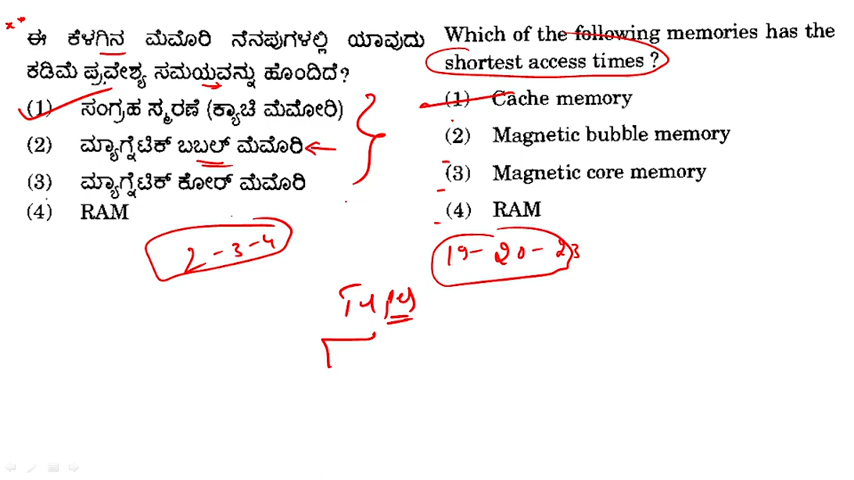 ಈ ಕೆಳಗಿನ ಮೆಮೊರಿ ನೆನಪುಗಳಲ್ಲಿ ಯಾವುದು
ಕಡಿಮೆ ಪ್ರವೇಶ್ಯ ಸಮಯವನ್ನು ಹೊಂದಿದೆ?
(1) ಸಂಗ್ರಹ ಸ್ಮರಣೆ (ಕ್ಯಾಚೆ ಮೆಮೋರಿ)
(2) ಮ್ಯಾಗ್ನೆಟಿಕ್ ಬಬಲ್ ಮೆಮೊರಿ
(3) ಮ್ಯಾಗ್ನೆಟಿಕ್ ಕೋರ್ ಮೆಮೊರಿ
(4) RAM
2-3-4
Which of the following memories has the
shortest access times ?
(1) Cache memory
(2) Magnetic bubble memory
(3) Magnetic core memory
(4) RAM
19-20-23
Types